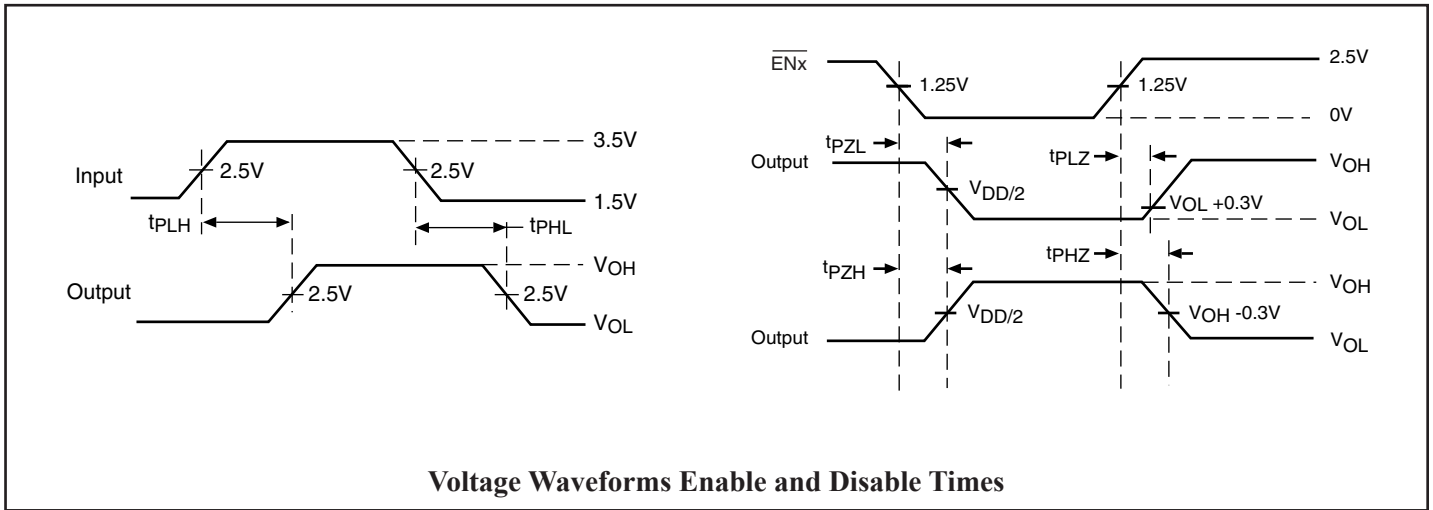 Input
2.5V
2.5V
3.5V
1.5V
tPLH
tPHL
Output
2.5V
2.5V
VOH
VOL
ENx
1.25V
1.25V
2.5V
0V
tPZL
tPLZ
Output
VDD/2
VOL +0.3V
VOH
VOL
tPZH
tPHZ
Output
VDD/2
VOH -0.3V
VOH
VOL
Voltage Waveforms Enable and Disable Times